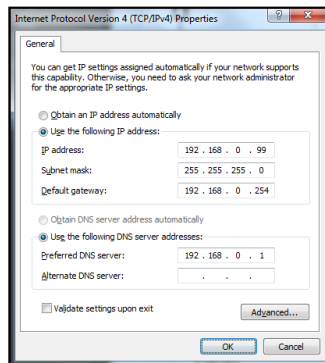 Internet Protocol Version 4 (TCP/IPv4) Properties
General
You can get IP settings assigned automatically if your network supports
this capability. Otherwise, you need to ask your network administrator
for the appropriate IP settings.
Obtain an IP address automatically
Use the following IP address:
IP address: 192 . 168 . 0 . 99
Subnet mask: 255 . 255 . 255 . 0
Default gateway: 192 . 168 . 0 . 254
Obtain DNS server address automatically
Use the following DNS server addresses:
Preferred DNS server: 192 . 168 . 0 . 1
Alternate DNS server: . . .
Validate settings upon exit
Advanced...
OK Cancel